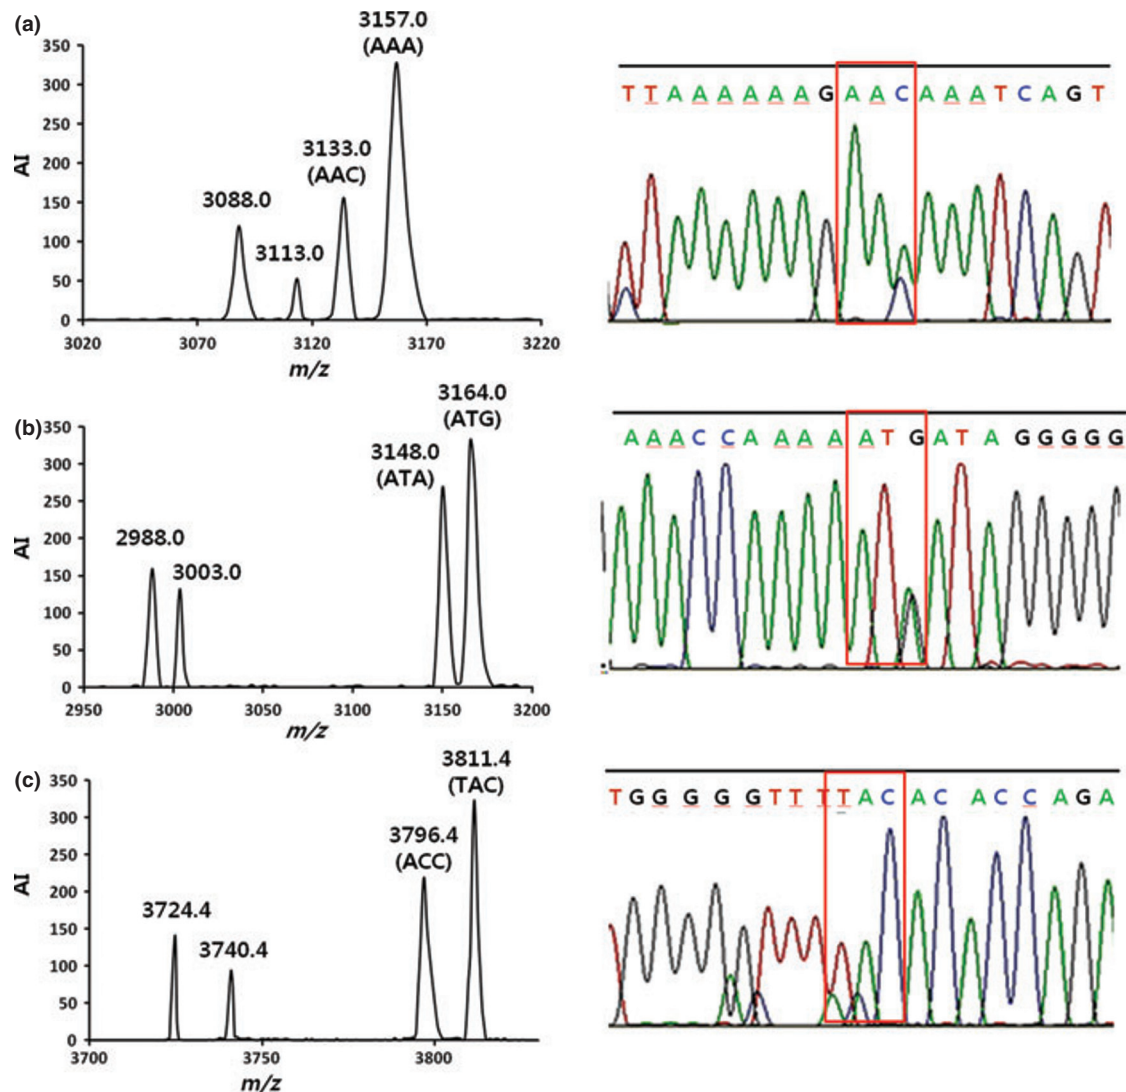 (a)
3157.0
(AAA)
3133.0
(AAC)
3088.0
3113.0
AI
350
300
250
200
150
100
50
0
3020 3070 3120 3170 3220
m/z
T T A A A A A A G A A C A A A T C A G T
(b)
3164.0
(ATG)
3148.0
(ATA)
2988.0
3003.0
AI
350
300
250
200
150
100
50
0
2950 3000 3050 3100 3150 3200
m/z
A A A C C A A A A A T G A T A G G G G G
(c)
3811.4
(TAC)
3796.4
(ACC)
3724.4
3740.4
AI
350
300
250
200
150
100
50
0
3700 3750 3800
m/z
T G G G G G T T T T A C A C A C C A G A